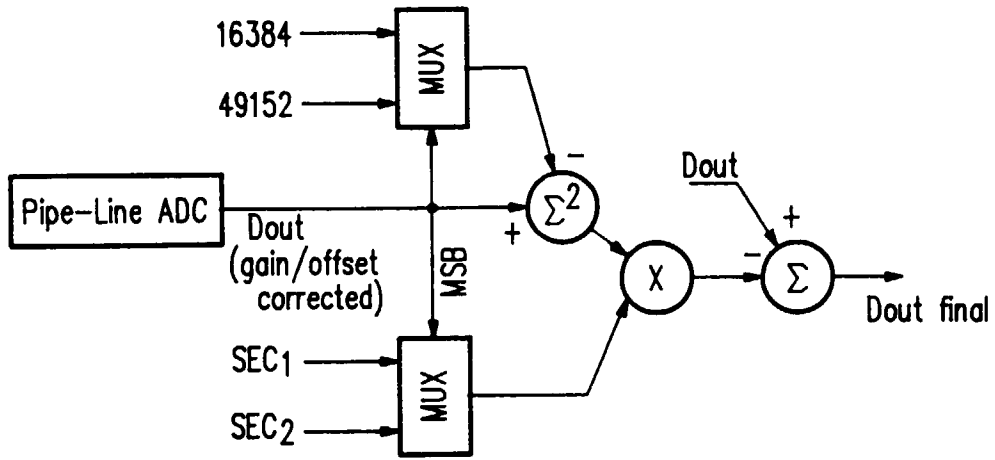 16384
49152
MUX
Pipe-Line ADC
Dout
(gain/offset
corrected)
MSB
− 
+
Σ²
Dout
+
−
X
Σ
Dout final
SEC₁
SEC₂
MUX